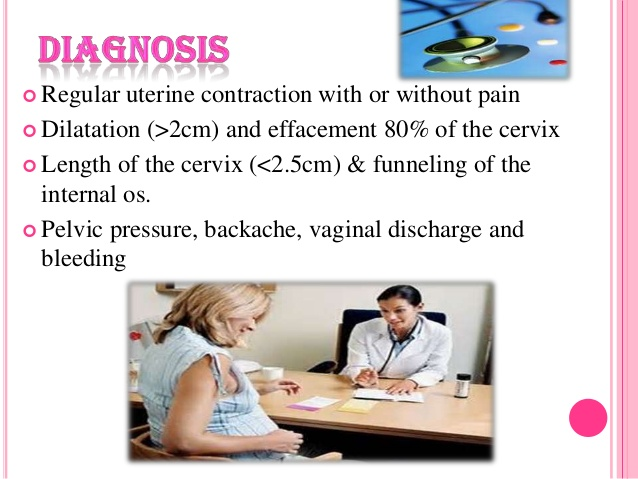 DIAGNOSIS
Regular uterine contraction with or without pain
Dilatation (>2cm) and effacement 80% of the cervix
Length of the cervix (<2.5cm) & funneling of the
internal os.
Pelvic pressure, backache, vaginal discharge and
bleeding